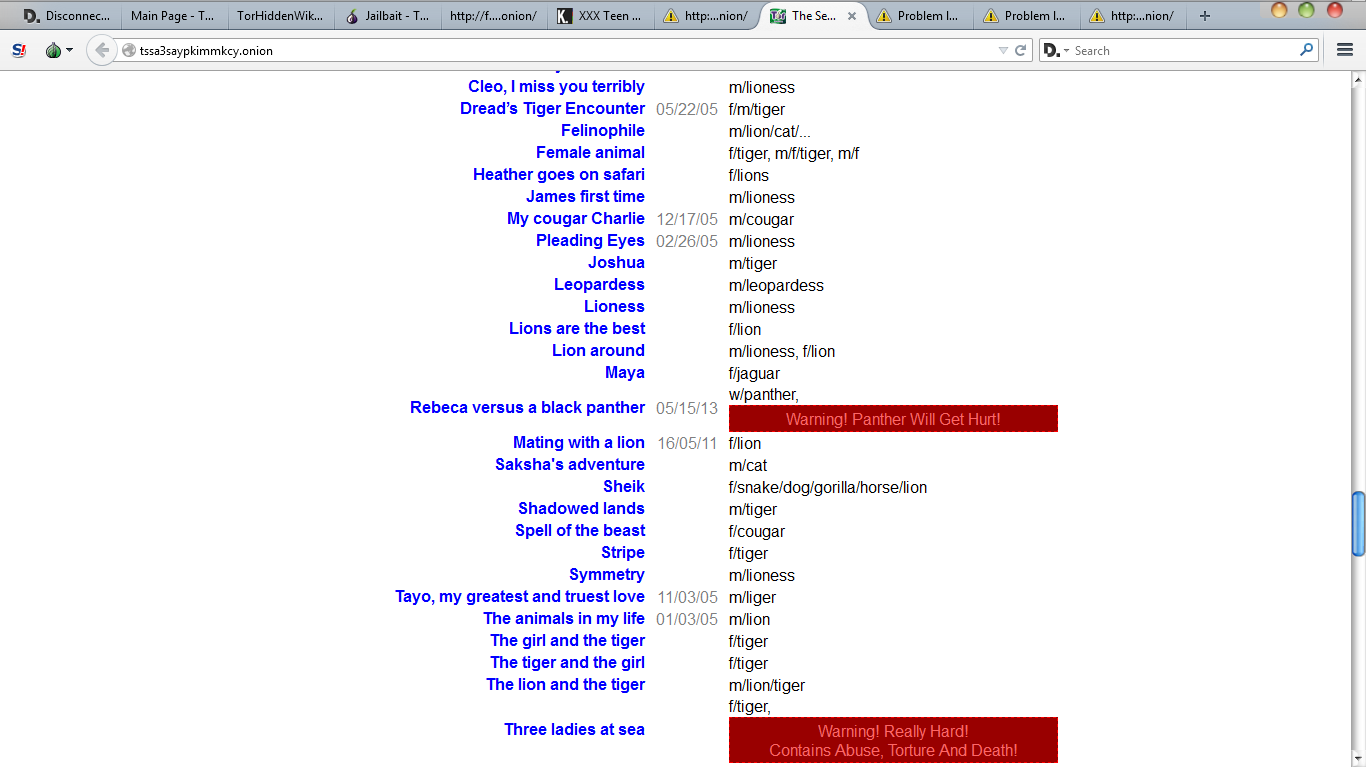 Disconnec...
Main Page - T...
TorHiddenWik...
Jailbait - T...
http://f....onion/
XXX Teen ...
http:...nion/
The Se...
Problem l...
Problem l...
http:...nion/
tssa3saypkimmkcy.onion
Search
Cleo, I miss you terribly m/lioness
Dread’s Tiger Encounter 05/22/05 f/m/tiger
Felinophile m/lion/cat/...
Female animal f/tiger, m/f/tiger, m/f
Heather goes on safari f/lions
James first time m/lioness
My cougar Charlie 12/17/05 m/cougar
Pleading Eyes 02/26/05 m/lioness
Joshua m/tiger
Leopardess m/leopardess
Lioness m/lioness
Lions are the best f/lion
Lion around m/lioness, f/lion
Maya f/jaguar
w/panther,
Rebeca versus a black panther 05/15/13
Warning! Panther Will Get Hurt!
Mating with a lion 16/05/11 f/lion
Saksha's adventure m/cat
Sheik f/snake/dog/gorilla/horse/lion
Shadowed lands m/tiger
Spell of the beast f/cougar
Stripe f/tiger
Symmetry m/lioness
Tayo, my greatest and truest love 11/03/05 m/liger
The animals in my life 01/03/05 m/lion
The girl and the tiger f/tiger
The tiger and the girl f/tiger
The lion and the tiger m/lion/tiger
f/tiger,
Three ladies at sea
Warning! Really Hard!
Contains Abuse, Torture And Death!